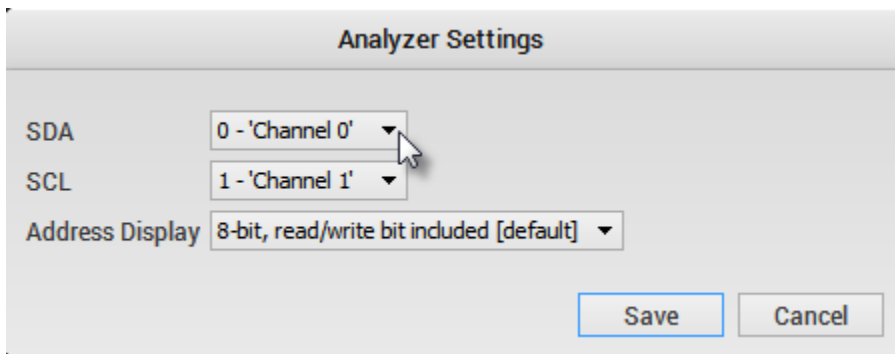 Analyzer Settings
SDA 0 - 'Channel 0'
SCL 1 - 'Channel 1'
Address Display 8-bit, read/write bit included [default]
Save Cancel